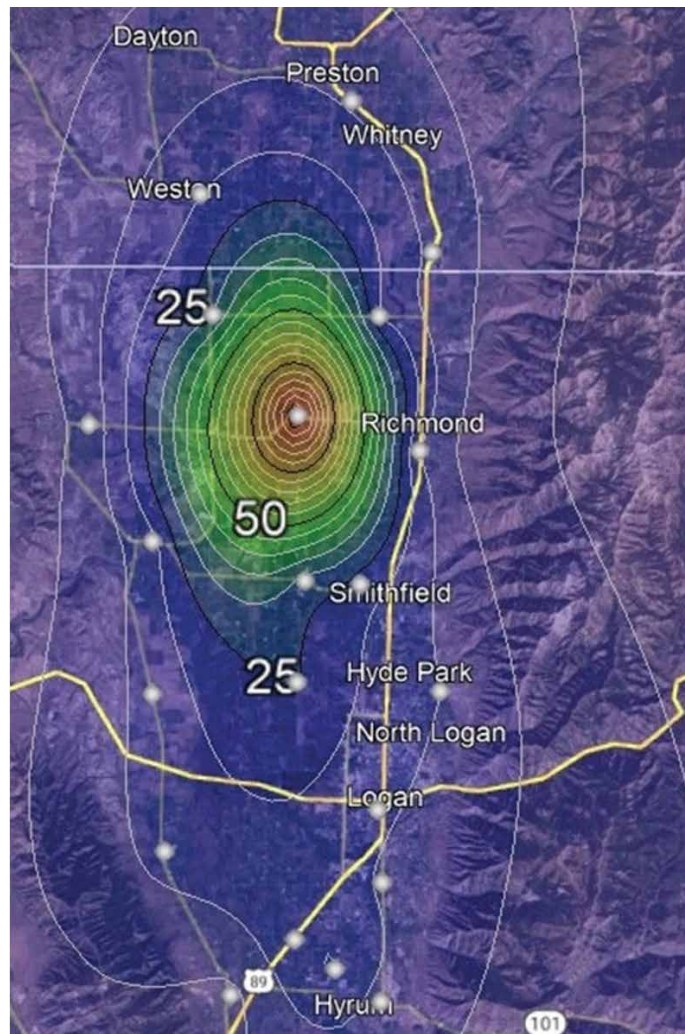 Dayton
Preston
Whitney
Weston
25
Richmond
50
Smithfield
25
Hyde Park
North Logan
Logan
89
Hyrum
101